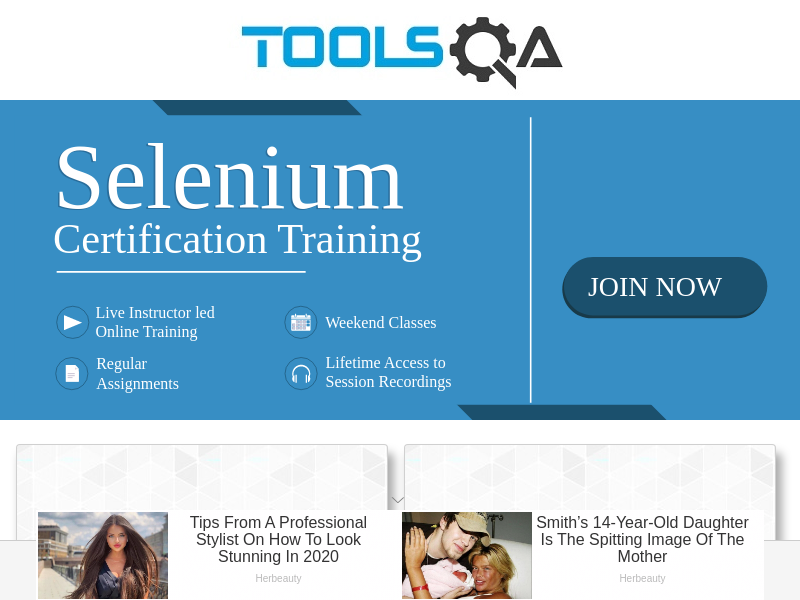 TOOLSQA
Selenium
Certification Training
JOIN NOW
Live Instructor led
Online Training
Weekend Classes
Regular
Assignments
Lifetime Access to
Session Recordings
Tips From A Professional
Stylist On How To Look
Stunning In 2020
Herbeauty
Smith’s 14-Year-Old Daughter
Is The Spitting Image Of The
Mother
Herbeauty